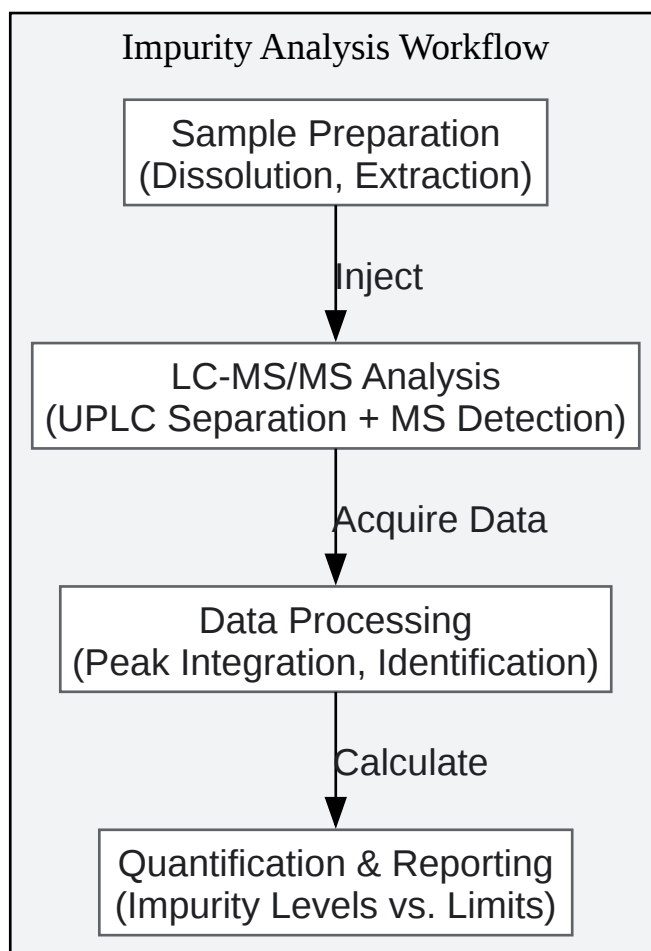 Impurity Analysis Workflow
Sample Preparation
(Dissolution, Extraction)
Inject
LC-MS/MS Analysis
(UPLC Separation + MS Detection)
Acquire Data
Data Processing
(Peak Integration, Identification)
Calculate
Quantification & Reporting
(Impurity Levels vs. Limits)